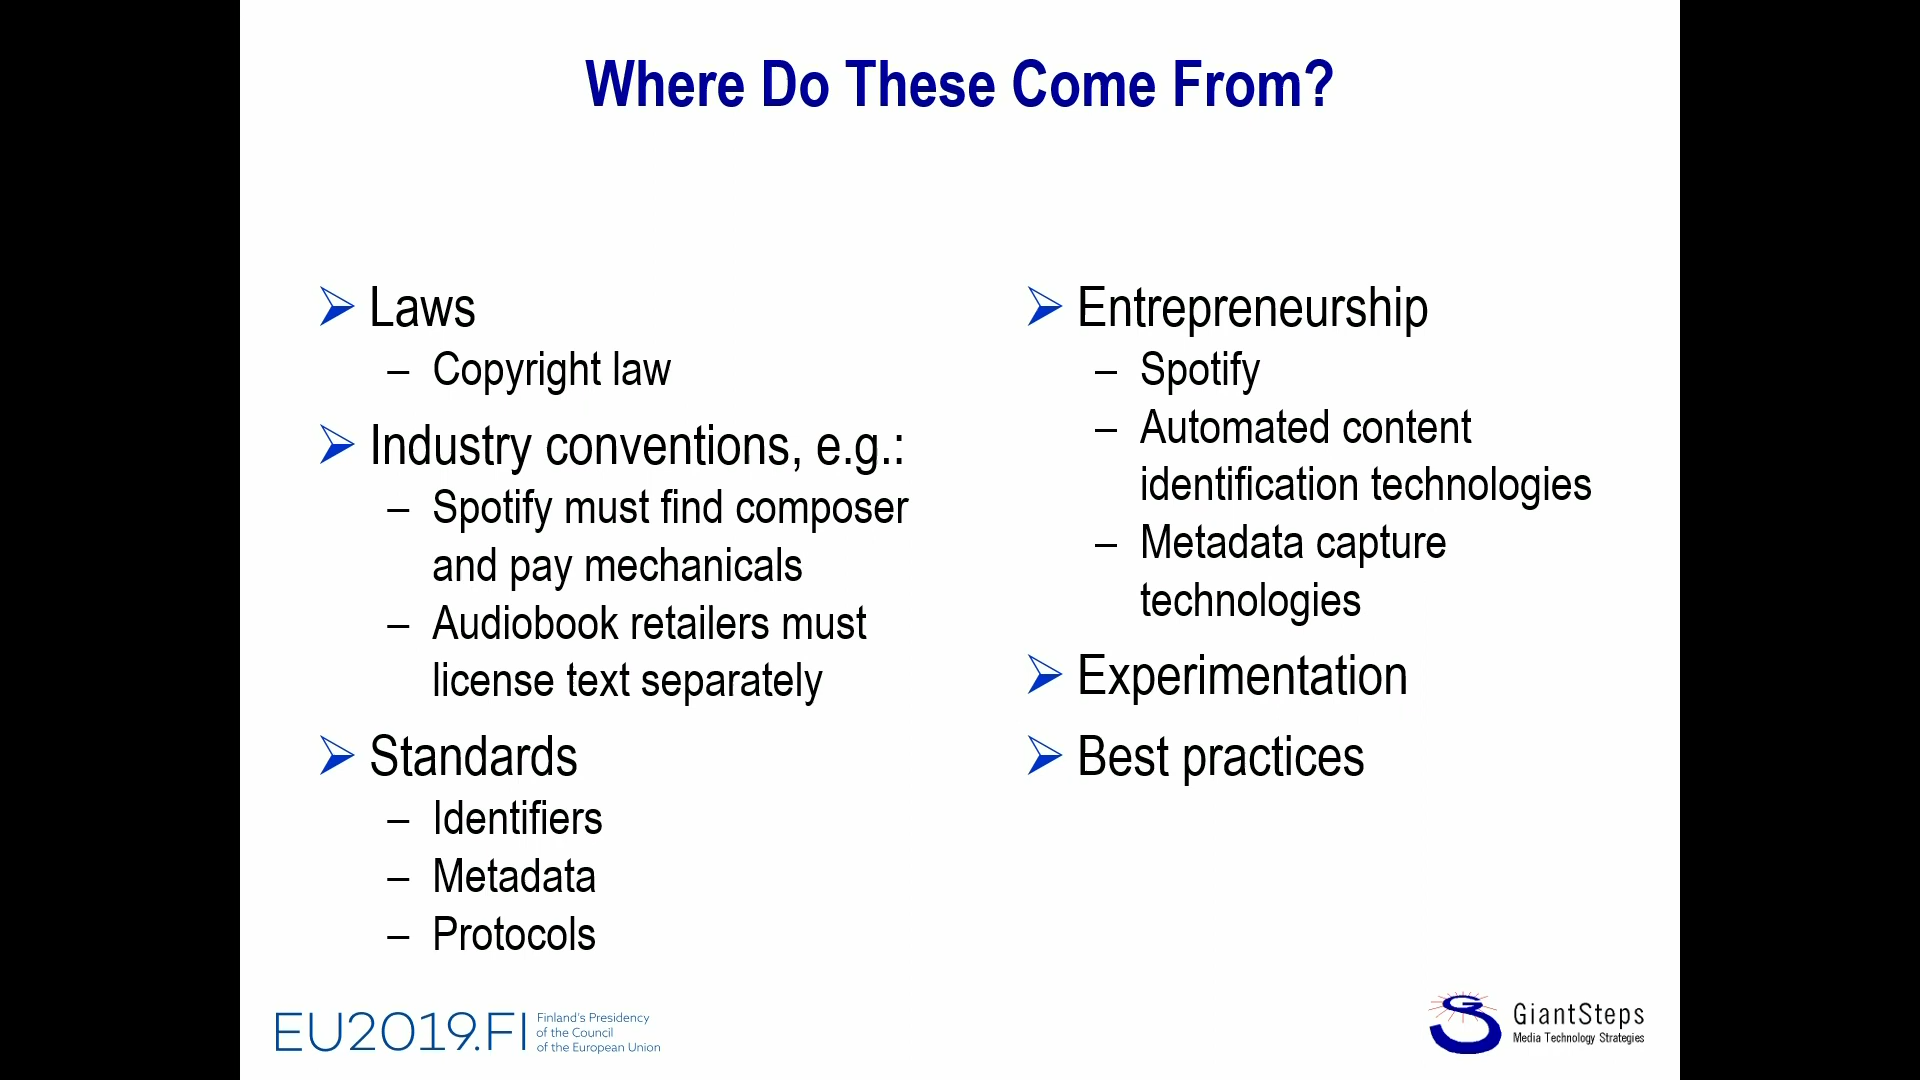 Where Do These Come From?
Laws
– Copyright law
Industry conventions, e.g.:
– Spotify must find composer
and pay mechanicals
– Audiobook retailers must
license text separately
Standards
– Identifiers
– Metadata
– Protocols
Entrepreneurship
– Spotify
– Automated content
identification technologies
– Metadata capture
technologies
Experimentation
Best practices
EU2019.FI
Finland's Presidency
of the Council
of the European Union
GiantSteps
Media Technology Strategies